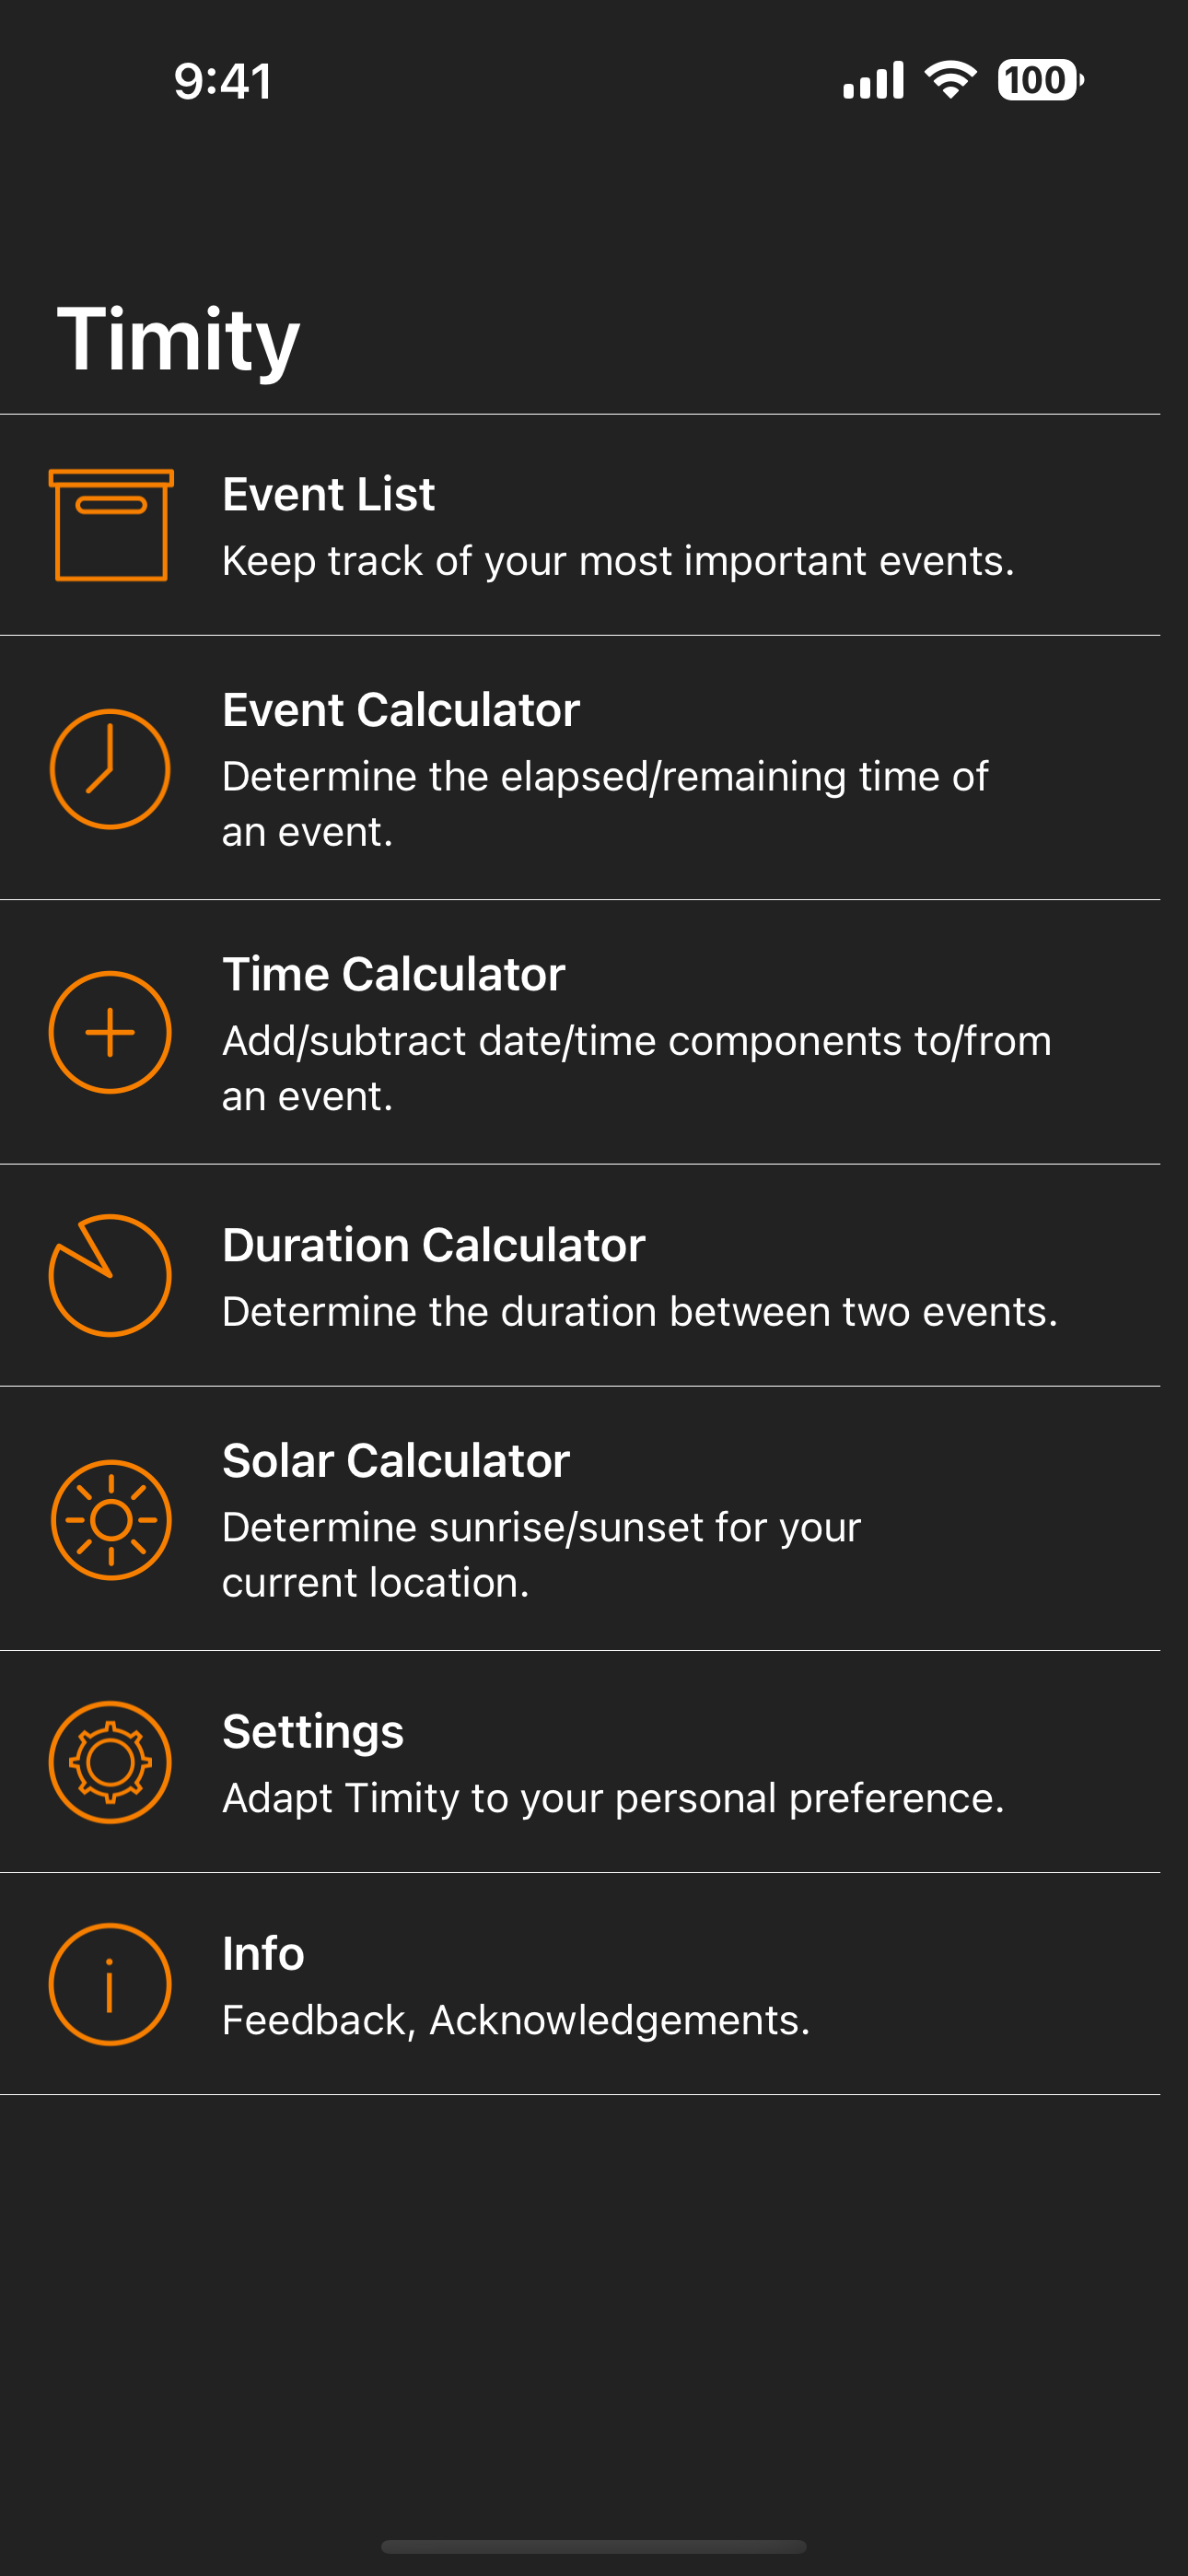 9:41
100
Timity
Event List
Keep track of your most important events.
Event Calculator
Determine the elapsed/remaining time of
an event.
Time Calculator
Add/subtract date/time components to/from
an event.
Duration Calculator
Determine the duration between two events.
Solar Calculator
Determine sunrise/sunset for your
current location.
Settings
Adapt Timity to your personal preference.
Info
Feedback, Acknowledgements.